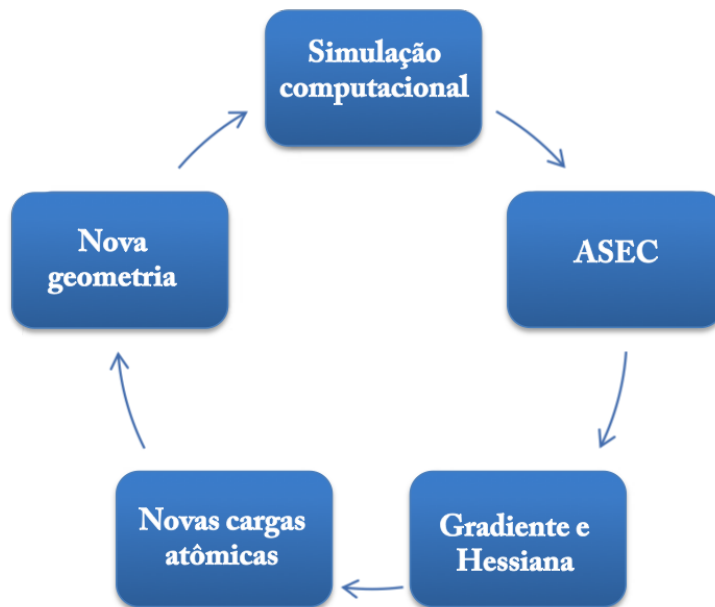 Simulação
computacional
ASEC
Gradiente e
Hessiana
Novas cargas
atômicas
Nova
geometria